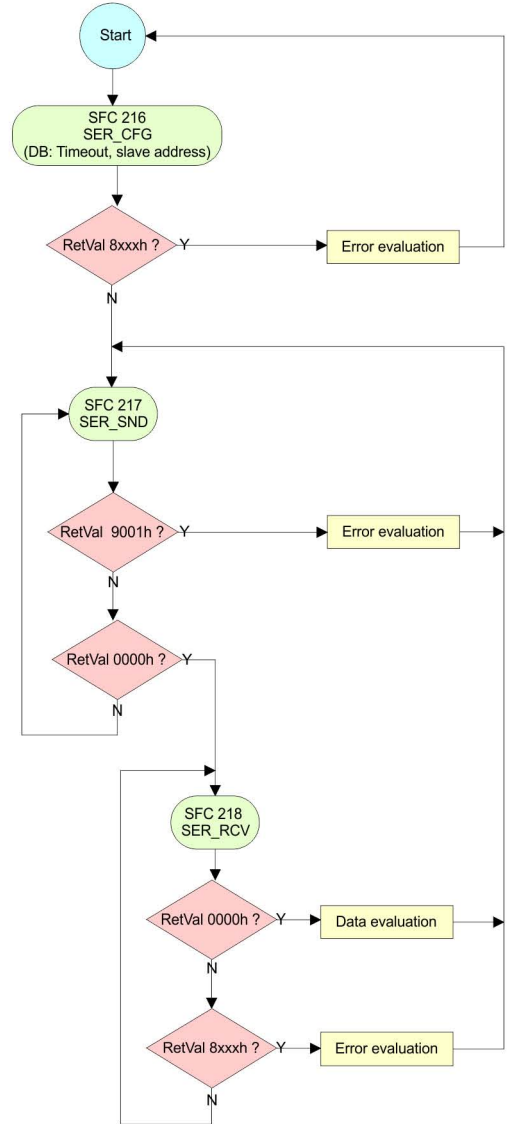 Start
SFC 216
SER_CFG
(DB: Timeout, slave address)
RetVal 8xxxh ?
Y
Error evaluation
N
SFC 217
SER_SND
RetVal 9001h ?
Y
Error evaluation
N
RetVal 0000h ?
Y
N
SFC 218
SER_RCV
RetVal 0000h ?
Y
Data evaluation
N
RetVal 8xxxh ?
Y
Error evaluation
N